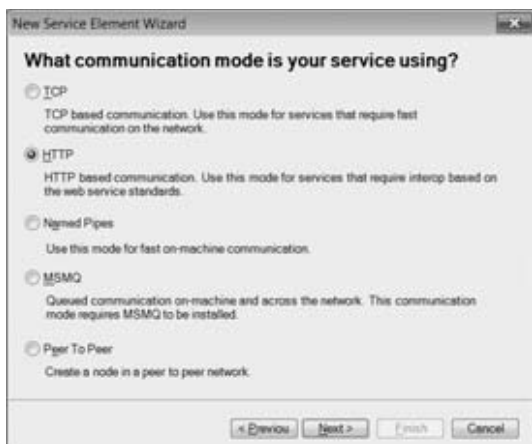 New Service Element Wizard
What communication mode is your service using?
TCP
TCP based communication. Use this mode for services that require fast
communication on the network.
HTTP
HTTP based communication. Use this mode for services that require interop based on
the web service standards.
Named Pipes
Use this mode for fast on-machine communication.
MSMQ
Queued communication on-machine and across the network. This communication
mode requires MSMQ to be installed.
Peer To Peer
Create a node in a peer to peer network.
< Previou Next > Finish Cancel